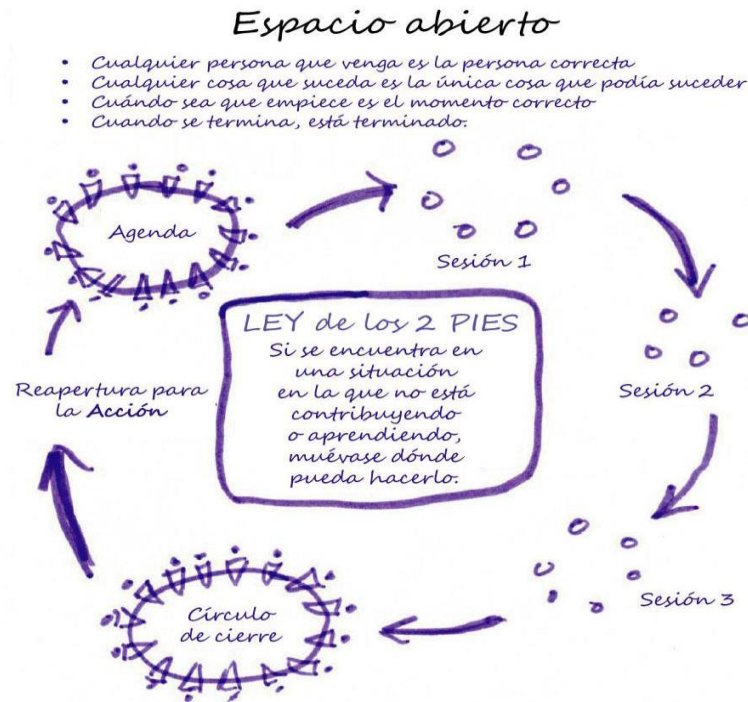 Espacio abierto
• Cualquier persona que venga es la persona correcta
• Cualquier cosa que suceda es la única cosa que podía suceder
• Cuándo sea que empiece es el momento correcto
• Cuando se termina, está terminado.
Agenda
Sesión 1
LEY de los 2 PIES
Si se encuentra en
una situación
en la que no está
contribuyendo
o aprendiendo,
muévase dónde
pueda hacerlo.
Sesión 2
Reapertura para
la Acción
Sesión 3
Círculo
de cierre